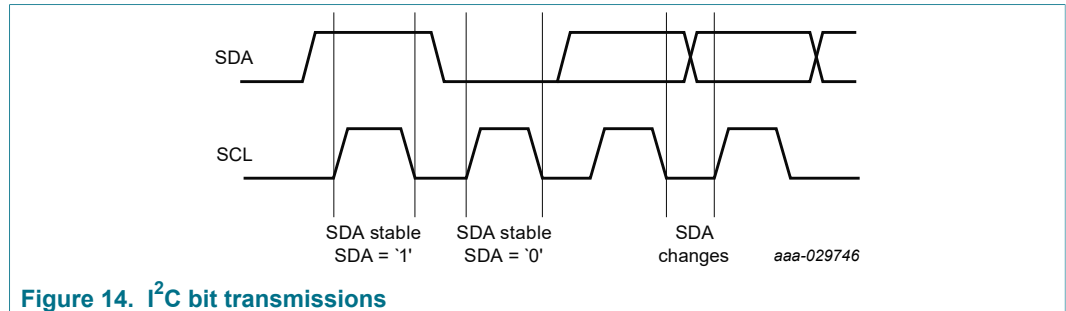 SDA
SCL
SDA stable
SDA = `1'
SDA stable
SDA = `0'
SDA
changes
aaa-029746
Figure 14. I²C bit transmissions